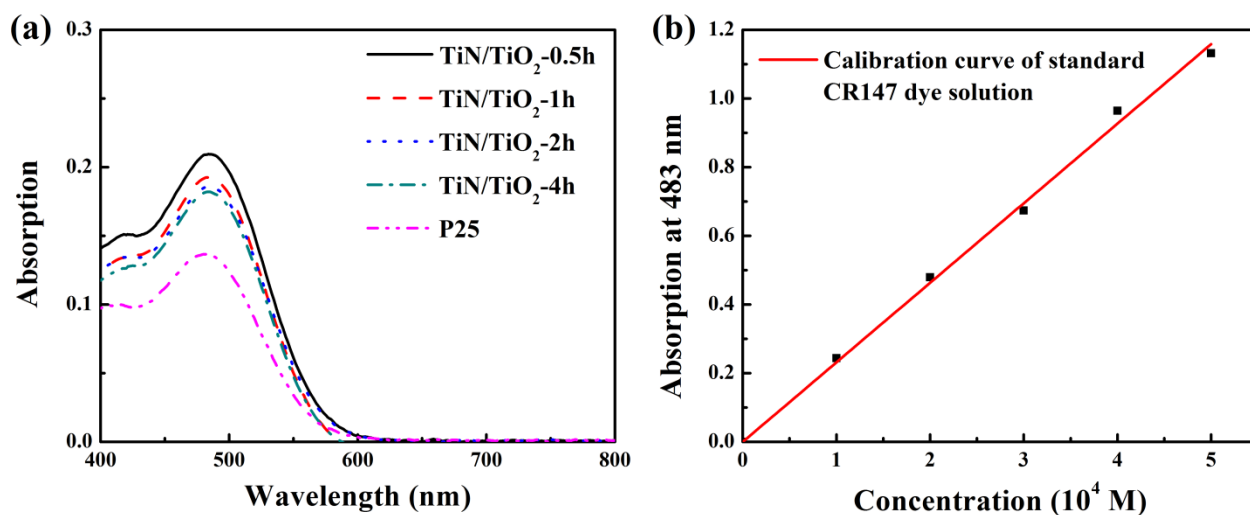 (a)
0.3
0.2
0.1
0.0
Absorption
400
500
600
700
800
Wavelength (nm)
TiN/TiO₂-0.5h
TiN/TiO₂-1h
TiN/TiO₂-2h
TiN/TiO₂-4h
P25
(b)
1.2
1.0
0.8
0.6
0.4
0.2
0.0
Absorption at 483 nm
0
1
2
3
4
5
Concentration (10⁴ M)
Calibration curve of standard
CR147 dye solution